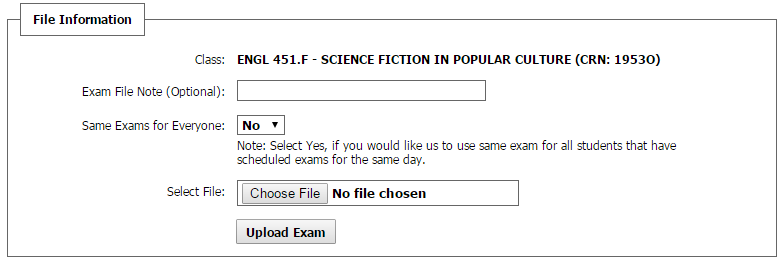 File Information
Class: ENGL 451.F - SCIENCE FICTION IN POPULAR CULTURE (CRN: 1953O)
Exam File Note (Optional):
Same Exams for Everyone: No
Note: Select Yes, if you would like us to use same exam for all students that have
scheduled exams for the same day.
Select File: Choose File No file chosen
Upload Exam